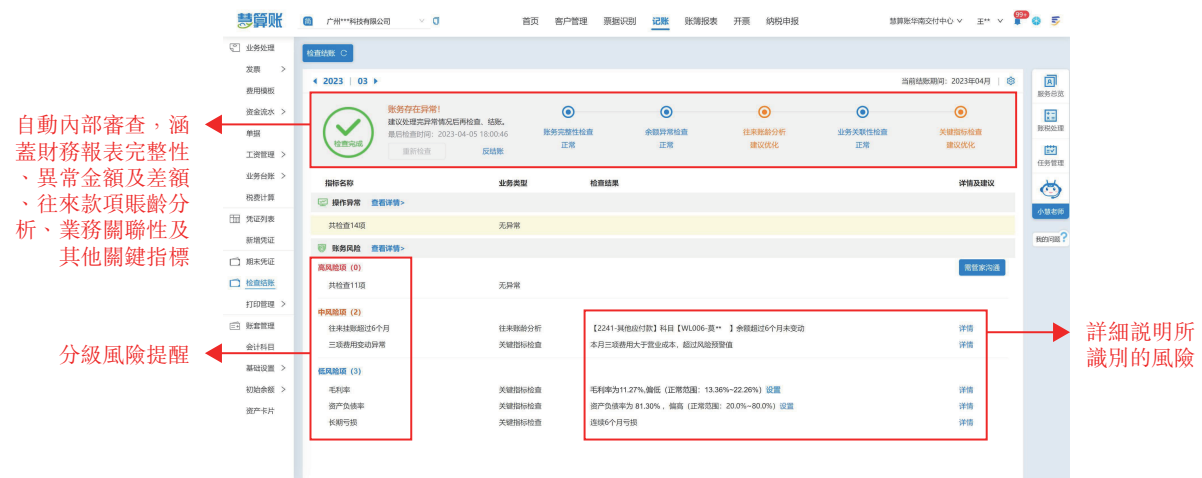 慧算账
广州***科技有限公司
首页 客户管理 票据识别 记账 账簿报表 开票 纳税申报
慧算账华南交付中心 王** 99+
业务处理
发票 >
费用模板
资金流水 >
单据
工资管理 >
业务台账 >
税费计算
凭证列表
新增凭证
期末凭证
检查结账
打印管理 >
账套管理
会计科目
基础设置 >
初始余额 >
资产卡片
检查结账
2023 | 03
当前结账期间: 2023年04月
检查完成
账务存在异常!
建议处理完异常情况后再检查、结账。
最后检查时间: 2023-04-05 18:00:46
重新检查 反结账
账务完整性检查
正常
余额异常检查
正常
往来账龄分析
建议优化
业务关联性检查
正常
关键指标检查
建议优化
指标名称 业务类型 检查结果 详情及建议
操作异常 查看详情>
共检查14项 无异常
账务风险 查看详情>
高风险项 (0) 需管家沟通
共检查11项 无异常
中风险项 (2)
往来挂账超过6个月 往来账龄分析 【2241-其他应付款】科目【WL006-莫** 】余额超过6个月未变动 详情
三项费用变动异常 关键指标检查 本月三项费用大于营业成本, 超过风险预警值 详情
低风险项 (3)
毛利率 关键指标检查 毛利率为11.27%,偏低 (正常范围: 13.36%~22.26%) 设置 详情
资产负债率 关键指标检查 资产负债率为 81.30% , 偏高 (正常范围: 20.0%~80.0%) 设置 详情
长期亏损 关键指标检查 连续6个月亏损 详情
服务总览
账税处理
任务管理
小慧老师
我的问题 ?
自動內部審查,涵
蓋財務報表完整性
、異常金額及差額
、往來款項賬齡分
析、業務關聯性及
其他關鍵指標
分級風險提醒
詳細說明所
識別的風險